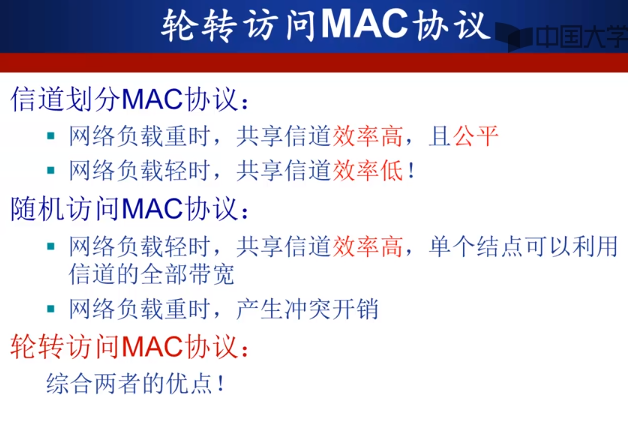 轮转访问MAC协议
中国大学
信道划分MAC协议：
▪ 网络负载重时，共享信道效率高，且公平
▪ 网络负载轻时，共享信道效率低！
随机访问MAC协议：
▪ 网络负载轻时，共享信道效率高，单个结点可以利用
信道的全部带宽
▪ 网络负载重时，产生冲突开销
轮转访问MAC协议：
综合两者的优点！